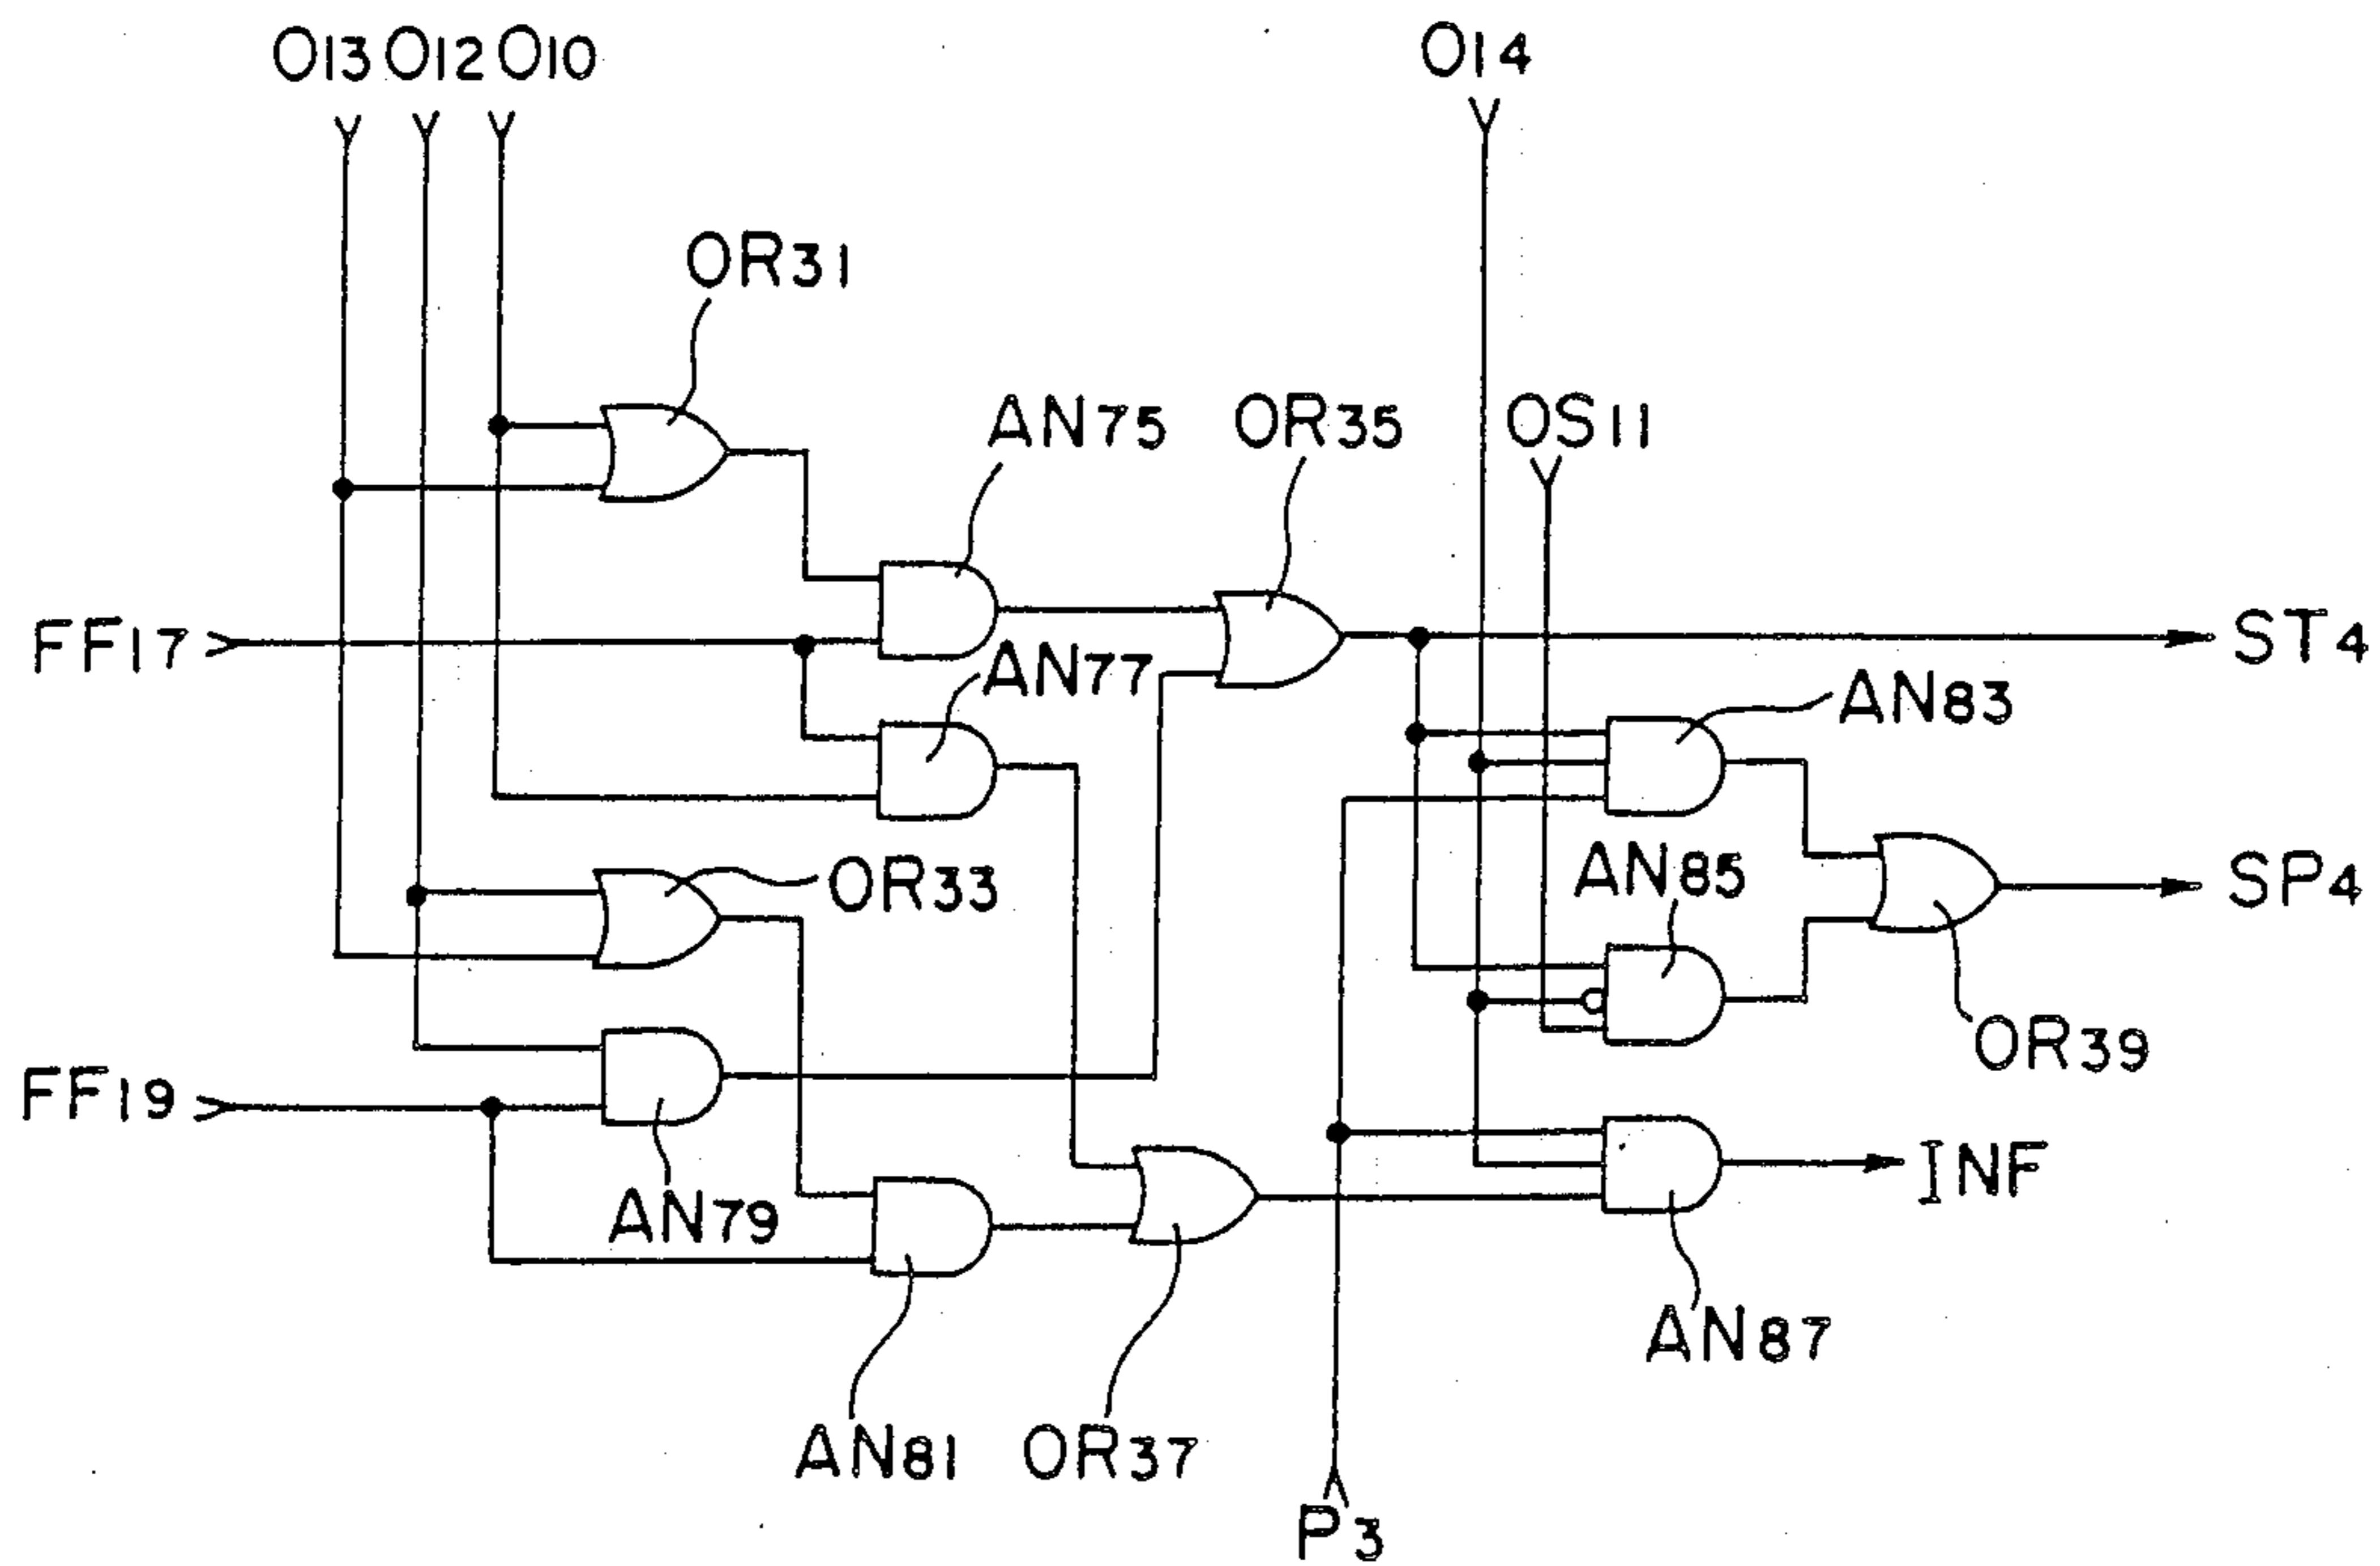 O13 O12 O10
O14
OR31
AN75
OR35
OS11
FF17
ST4
AN77
AN83
OR33
AN85
SP4
OR39
FF19
INF
AN79
AN87
AN81
OR37
P3